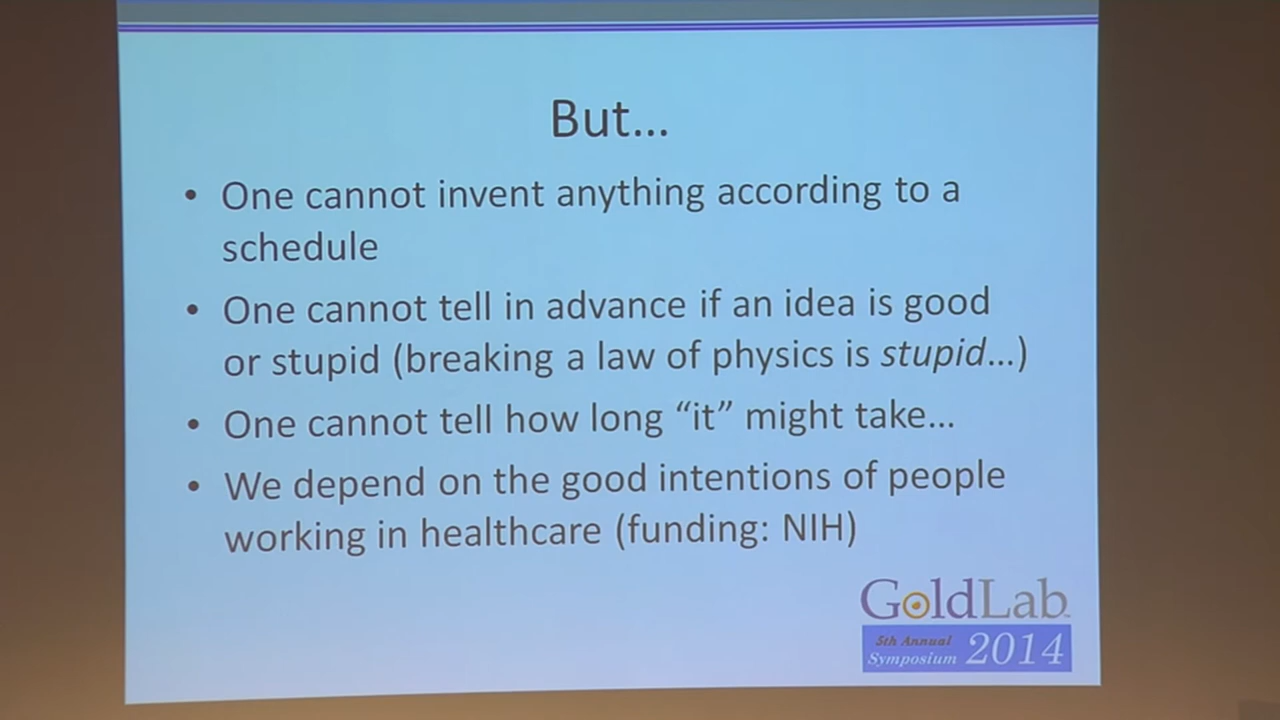 But...
• One cannot invent anything according to a
schedule
• One cannot tell in advance if an idea is good
or stupid (breaking a law of physics is stupid...)
• One cannot tell how long “it” might take...
• We depend on the good intentions of people
working in healthcare (funding: NIH)
GoldLab
5th Annual
Symposium 2014